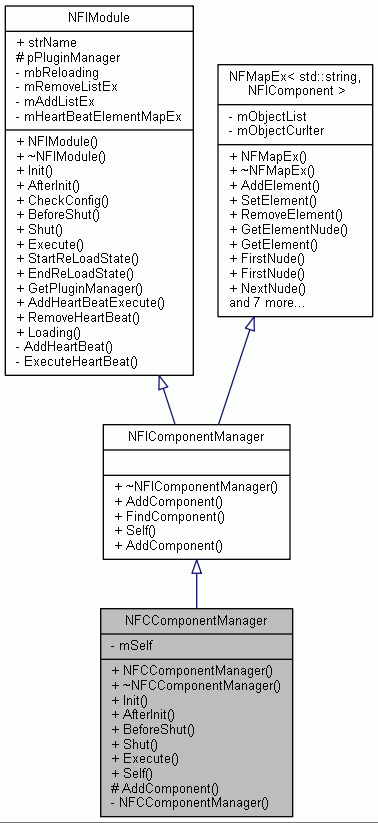 NFIModule
+ strName
# pPluginManager
- mbReloading
- mRemoveListEx
- mAddListEx
- mHeartBeatElementMapEx
+ NFIModule()
+ ~NFIModule()
+ Init()
+ AfterInit()
+ CheckConfig()
+ BeforeShut()
+ Shut()
+ Execute()
+ StartReLoadState()
+ EndReLoadState()
+ GetPluginManager()
+ AddHeartBeatExecute()
+ RemoveHeartBeat()
+ Loading()
- AddHeartBeat()
- ExecuteHeartBeat()
NFMapEx< std::string,
NFIComponent >
- mObjectList
- mObjectCurIter
+ NFMapEx()
+ ~NFMapEx()
+ AddElement()
+ SetElement()
+ RemoveElement()
+ GetElementNude()
+ GetElement()
+ FirstNude()
+ FirstNude()
+ NextNude()
and 7 more...
NFIComponentManager
+ ~NFIComponentManager()
+ AddComponent()
+ FindComponent()
+ Self()
+ AddComponent()
NFCComponentManager
- mSelf
+ NFCComponentManager()
+ ~NFCComponentManager()
+ Init()
+ AfterInit()
+ BeforeShut()
+ Shut()
+ Execute()
+ Self()
# AddComponent()
- NFCComponentManager()